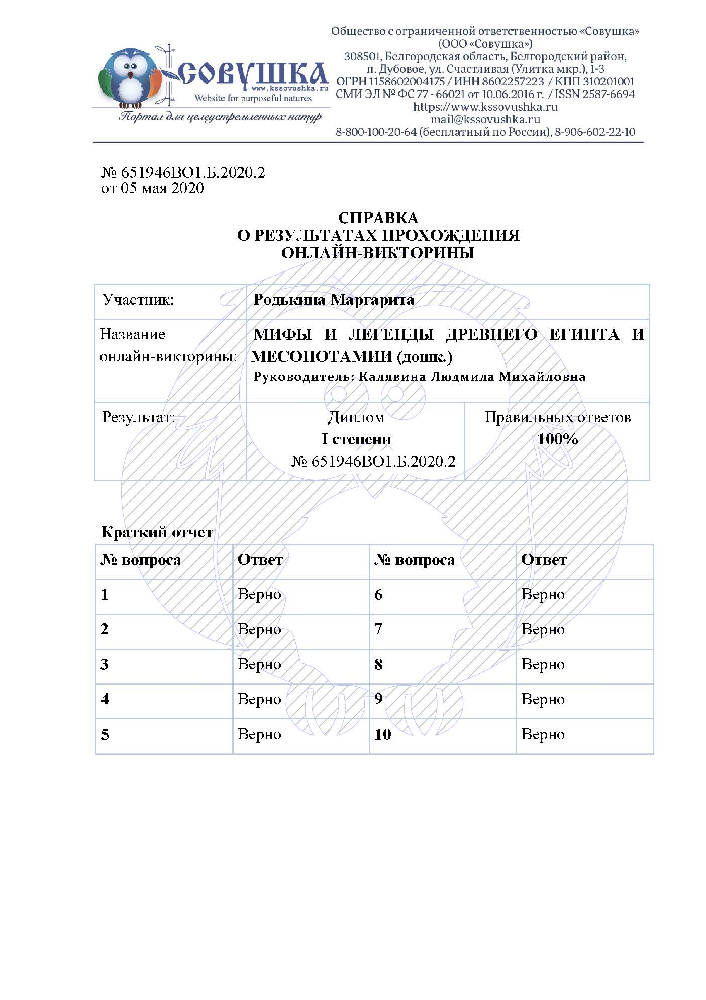 СОВУШКА
www.kssovushka.ru
Website for purposeful natures
Портал для целеустремленных натур
Общество с ограниченной ответственностью «Совушка»
(ООО «Совушка»)
308501, Белгородская область, Белгородский район,
п. Дубовое, ул. Счастливая (Улитка мкр.), 1-3
ОГРН 1158602004175 / ИНН 8602257223 / КПП 310201001
СМИ ЭЛ № ФС 77 - 66021 от 10.06.2016 г. / ISSN 2587-6694
https://www.kssovushka.ru
mail@kssovushka.ru
8-800-100-20-64 (бесплатный по России), 8-906-602-22-10
№ 651946ВО1.Б.2020.2
от 05 мая 2020
СПРАВКА
О РЕЗУЛЬТАТАХ ПРОХОЖДЕНИЯ
ОНЛАЙН-ВИКТОРИНЫ
Участник: Родькина Маргарита
Название МИФЫ И ЛЕГЕНДЫ ДРЕВНЕГО ЕГИПТА И
онлайн-викторины: МЕСОПОТАМИИ (дошк.)
Руководитель: Калявина Людмила Михайловна
Результат: Диплом Правильных ответов
I степени 100%
№ 651946ВО1.Б.2020.2
Краткий отчет
№ вопроса Ответ № вопроса Ответ
1 Верно 6 Верно
2 Верно 7 Верно
3 Верно 8 Верно
4 Верно 9 Верно
5 Верно 10 Верно